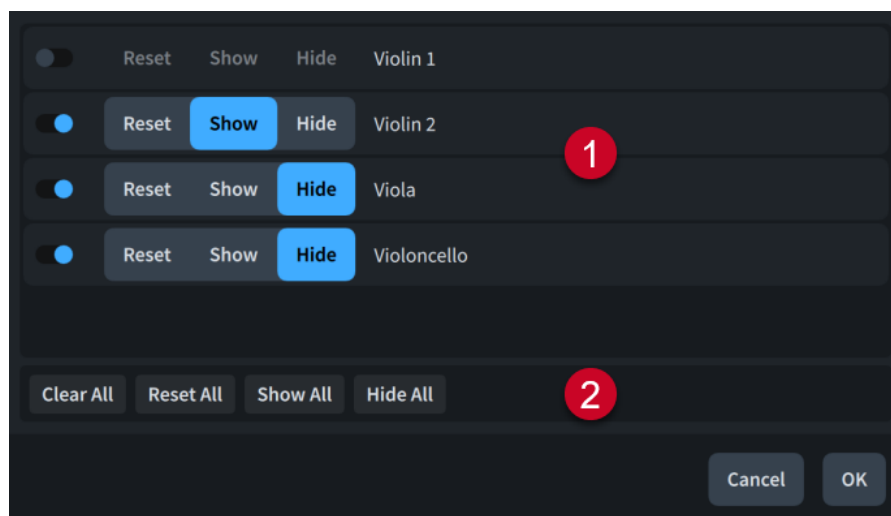 Reset Show Hide Violin 1
Reset Show Hide Violin 2
1
Reset Show Hide Viola
Reset Show Hide Violoncello
Clear All Reset All Show All Hide All 2
Cancel OK